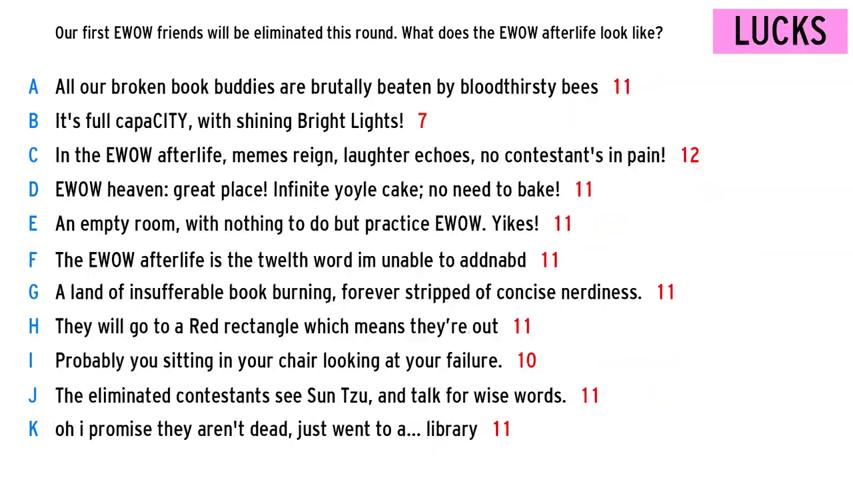 Our first EWOW friends will be eliminated this round. What does the EWOW afterlife look like?
LUCKS
A All our broken book buddies are brutally beaten by bloodthirsty bees 11
B It's full capaCITY, with shining Bright Lights! 7
C In the EWOW afterlife, memes reign, laughter echoes, no contestant's in pain! 12
D EWOW heaven: great place! Infinite yoyle cake; no need to bake! 11
E An empty room, with nothing to do but practice EWOW. Yikes! 11
F The EWOW afterlife is the twelth word im unable to addnabd 11
G A land of insufferable book burning, forever stripped of concise nerdiness. 11
H They will go to a Red rectangle which means they’re out 11
I Probably you sitting in your chair looking at your failure. 10
J The eliminated contestants see Sun Tzu, and talk for wise words. 11
K oh i promise they aren't dead, just went to a... library 11